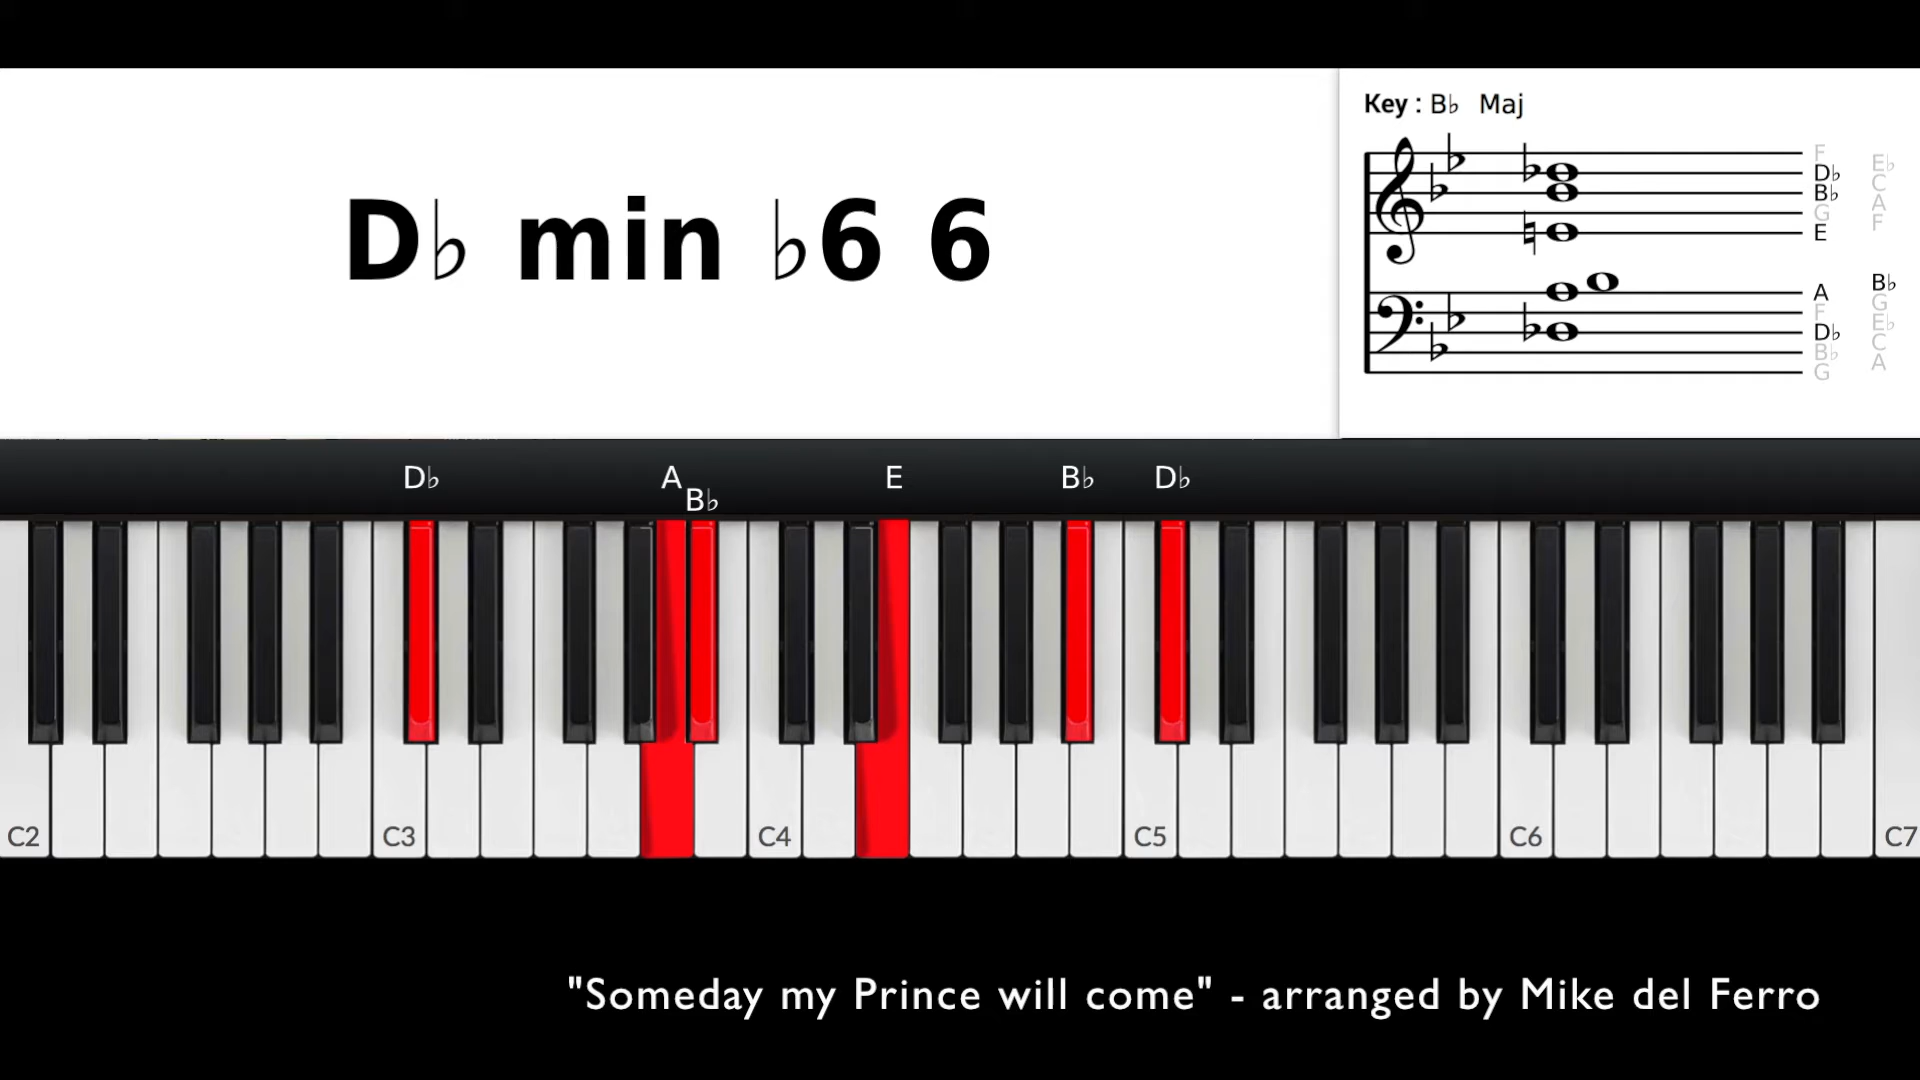 Key : B♭ Maj
D♭ min ♭6 6
F
E♭
D♭
C
B♭
A
G
F
E
B♭
A
G
F
E♭
D♭
C
B♭
A
G
D♭ A B♭ E B♭ D♭
C2 C3 C4 C5 C6 C7
"Someday my Prince will come" - arranged by Mike del Ferro